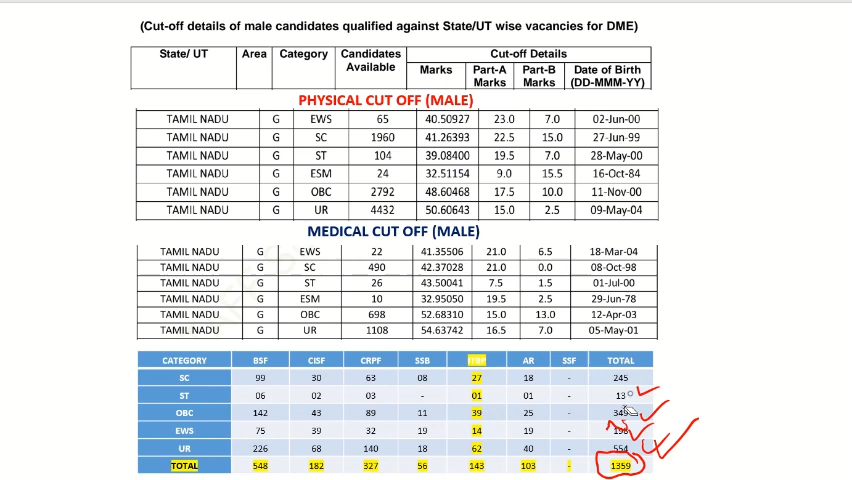 (Cut-off details of male candidates qualified against State/UT wise vacancies for DME)
State/ UT Area Category Candidates Available Cut-off Details
Marks Part-A Marks Part-B Marks Date of Birth (DD-MMM-YY)
PHYSICAL CUT OFF (MALE)
TAMIL NADU G EWS 65 40.50927 23.0 7.0 02-Jun-00
TAMIL NADU G SC 1960 41.26393 22.5 15.0 27-Jun-99
TAMIL NADU G ST 104 39.08400 19.5 7.0 28-May-00
TAMIL NADU G ESM 24 32.51154 9.0 15.5 16-Oct-84
TAMIL NADU G OBC 2792 48.60468 17.5 10.0 11-Nov-00
TAMIL NADU G UR 4432 50.60643 15.0 2.5 09-May-04
MEDICAL CUT OFF (MALE)
TAMIL NADU G EWS 22 41.35506 21.0 6.5 18-Mar-04
TAMIL NADU G SC 490 42.37028 21.0 0.0 08-Oct-98
TAMIL NADU G ST 26 43.50041 7.5 1.5 01-Jul-00
TAMIL NADU G ESM 10 32.95050 19.5 2.5 29-Jun-78
TAMIL NADU G OBC 698 52.68310 15.0 13.0 12-Apr-03
TAMIL NADU G UR 1108 54.63742 16.5 7.0 05-May-01
CATEGORY BSF CISF CRPF SSB ITBP AR SSF TOTAL
SC 99 30 63 08 27 18 - 245
ST 06 02 03 - 01 01 - 13
OBC 142 43 89 11 39 25 - 349
EWS 75 39 32 19 14 19 - 198
UR 226 68 140 18 62 40 - 554
TOTAL 548 182 327 56 143 103 - 1359